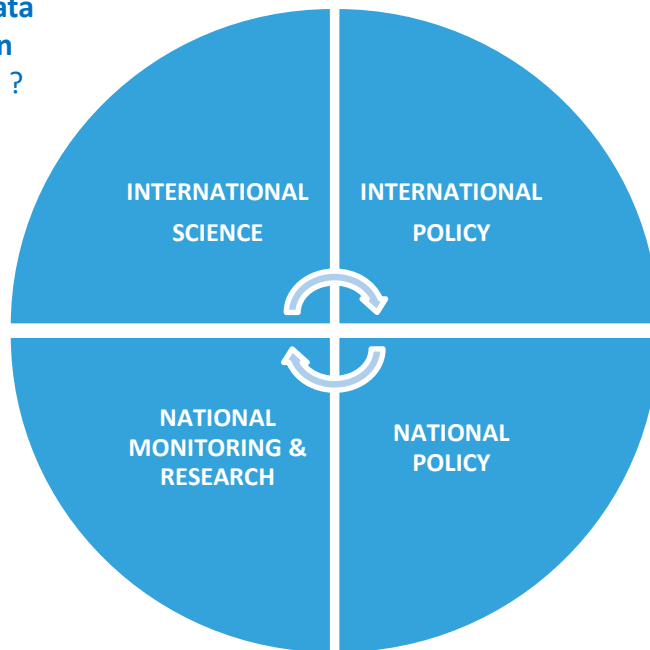 n
?
INTERNATIONAL
SCIENCE
INTERNATIONAL
POLICY
NATIONAL
MONITORING &
RESEARCH
NATIONAL
POLICY